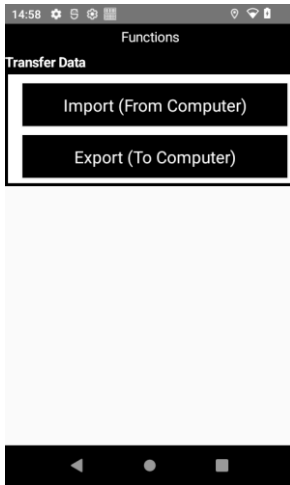 14:58
Functions
Transfer Data
Import (From Computer)
Export (To Computer)